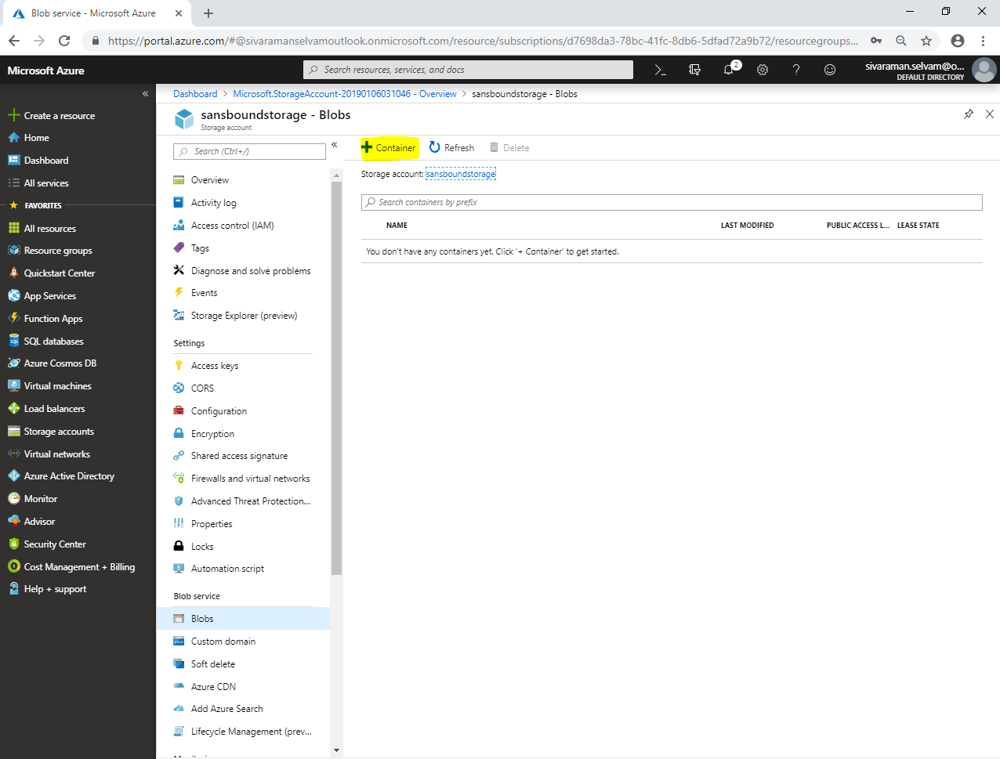 Blob service - Microsoft Azure
https://portal.azure.com/#@sivaramanselvamoutlook.onmicrosoft.com/resource/subscriptions/d7698da3-78bc-41fc-8db6-5dfad72a9b72/resourcegroups...
Microsoft Azure
Search resources, services, and docs
2
sivaraman.selvam@o...
DEFAULT DIRECTORY
Dashboard > Microsoft.StorageAccount-20190106031046 - Overview > sansboundstorage - Blobs
Create a resource
Home
Dashboard
All services
FAVORITES
All resources
Resource groups
Quickstart Center
App Services
Function Apps
SQL databases
Azure Cosmos DB
Virtual machines
Load balancers
Storage accounts
Virtual networks
Azure Active Directory
Monitor
Advisor
Security Center
Cost Management + Billing
Help + support
sansboundstorage - Blobs
Storage account
Search (Ctrl+/)
Overview
Activity log
Access control (IAM)
Tags
Diagnose and solve problems
Events
Storage Explorer (preview)
Settings
Access keys
CORS
Configuration
Encryption
Shared access signature
Firewalls and virtual networks
Advanced Threat Protection...
Properties
Locks
Automation script
Blob service
Blobs
Custom domain
Soft delete
Azure CDN
Add Azure Search
Lifecycle Management (prev...
Container Refresh Delete
Storage account: sansboundstorage
Search containers by prefix
NAME LAST MODIFIED PUBLIC ACCESS L... LEASE STATE
You don't have any containers yet. Click '+ Container' to get started.